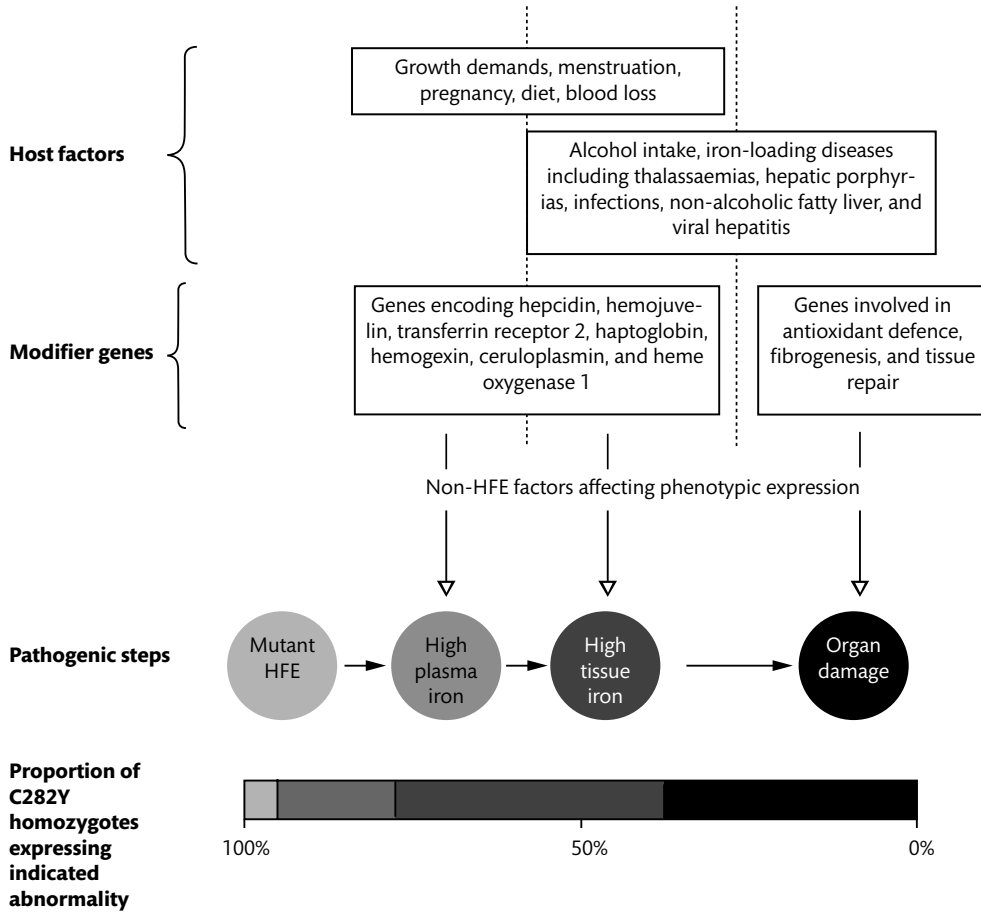 Host factors
Growth demands, menstruation,
pregnancy, diet, blood loss
Alcohol intake, iron-loading diseases
including thalassaemias, hepatic porphyr-
ias, infections, non-alcoholic fatty liver, and
viral hepatitis
Modifier genes
Genes encoding hepcidin, hemojuve-
lin, transferrin receptor 2, haptoglobin,
hemogexin, ceruloplasmin, and heme
oxygenase 1
Genes involved in
antioxidant defence,
fibrogenesis, and tissue
repair
Non-HFE factors affecting phenotypic expression
Pathogenic steps
Mutant
HFE
High
plasma
iron
High
tissue
iron
Organ
damage
Proportion of
C282Y
homozygotes
expressing
indicated
abnormality
100%
50%
0%